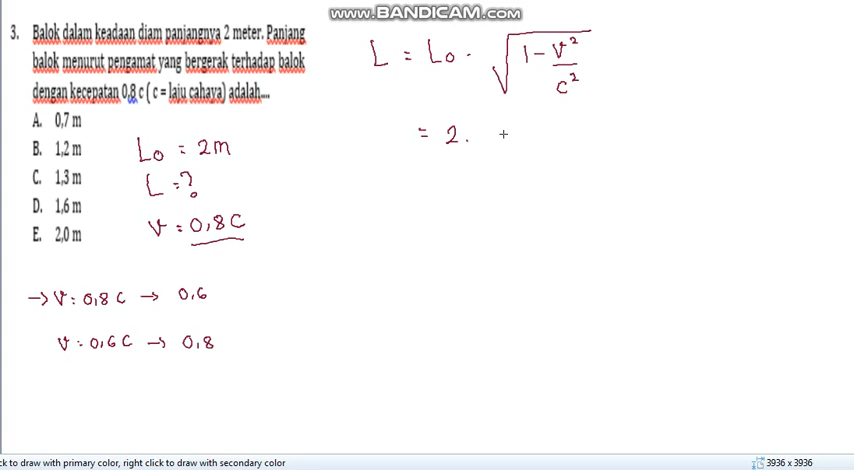 www.BANDICAM.com
3. Balok dalam keadaan diam panjangnya 2 meter. Panjang
balok menurut pengamat yang bergerak terhadap balok
dengan kecepatan 0,8 c ( c = laju cahaya) adalah....
A. 0,7 m
B. 1,2 m
C. 1,3 m
D. 1,6 m
E. 2,0 m
Lo = 2m
L = ?
v = 0,8 C
→ v = 0,8 C → 0,6
v = 0,6 C → 0,8
L = Lo . √(1 - v²/c²)
= 2 .
ck to draw with primary color, right click to draw with secondary color
3936 x 3936